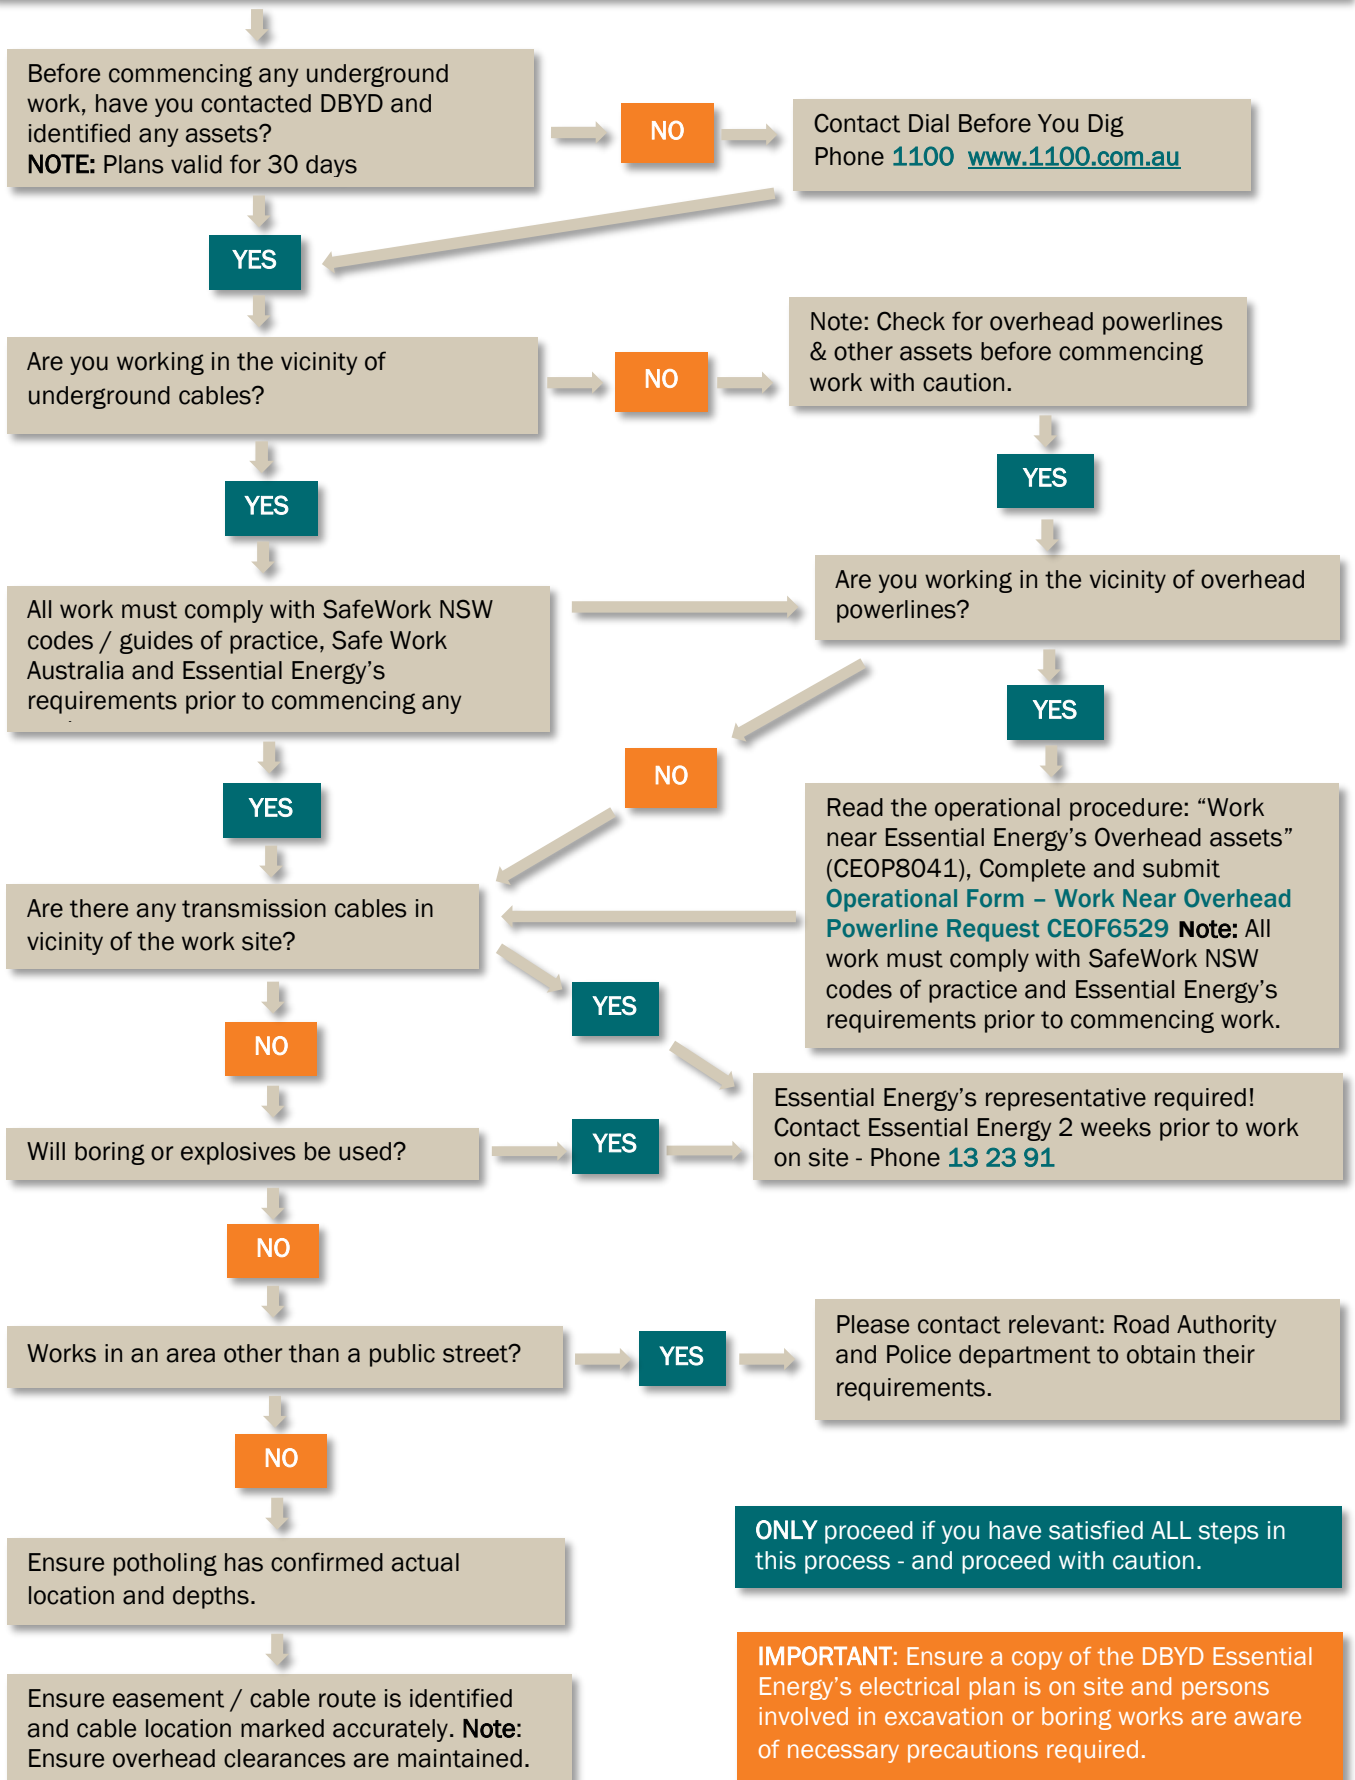 Before commencing any underground
work, have you contacted DBYD and
identified any assets?
NOTE: Plans valid for 30 days
NO
Contact Dial Before You Dig
Phone 1100 www.1100.com.au
YES
Are you working in the vicinity of
underground cables?
NO
Note: Check for overhead powerlines
& other assets before commencing
work with caution.
YES
YES
All work must comply with SafeWork NSW
codes / guides of practice, Safe Work
Australia and Essential Energy's
requirements prior to commencing any
Are you working in the vicinity of overhead
powerlines?
YES
NO
YES
Read the operational procedure: “Work
near Essential Energy's Overhead assets”
(CEOP8041), Complete and submit
Operational Form – Work Near Overhead
Powerline Request CEOF6529 Note: All
work must comply with SafeWork NSW
codes of practice and Essential Energy's
requirements prior to commencing work.
Are there any transmission cables in
vicinity of the work site?
YES
NO
Essential Energy's representative required!
Contact Essential Energy 2 weeks prior to work
on site - Phone 13 23 91
Will boring or explosives be used?
YES
NO
Works in an area other than a public street?
YES
Please contact relevant: Road Authority
and Police department to obtain their
requirements.
NO
Ensure potholing has confirmed actual
location and depths.
ONLY proceed if you have satisfied ALL steps in
this process - and proceed with caution.
Ensure easement / cable route is identified
and cable location marked accurately. Note:
Ensure overhead clearances are maintained.
IMPORTANT: Ensure a copy of the DBYD Essential
Energy's electrical plan is on site and persons
involved in excavation or boring works are aware
of necessary precautions required.